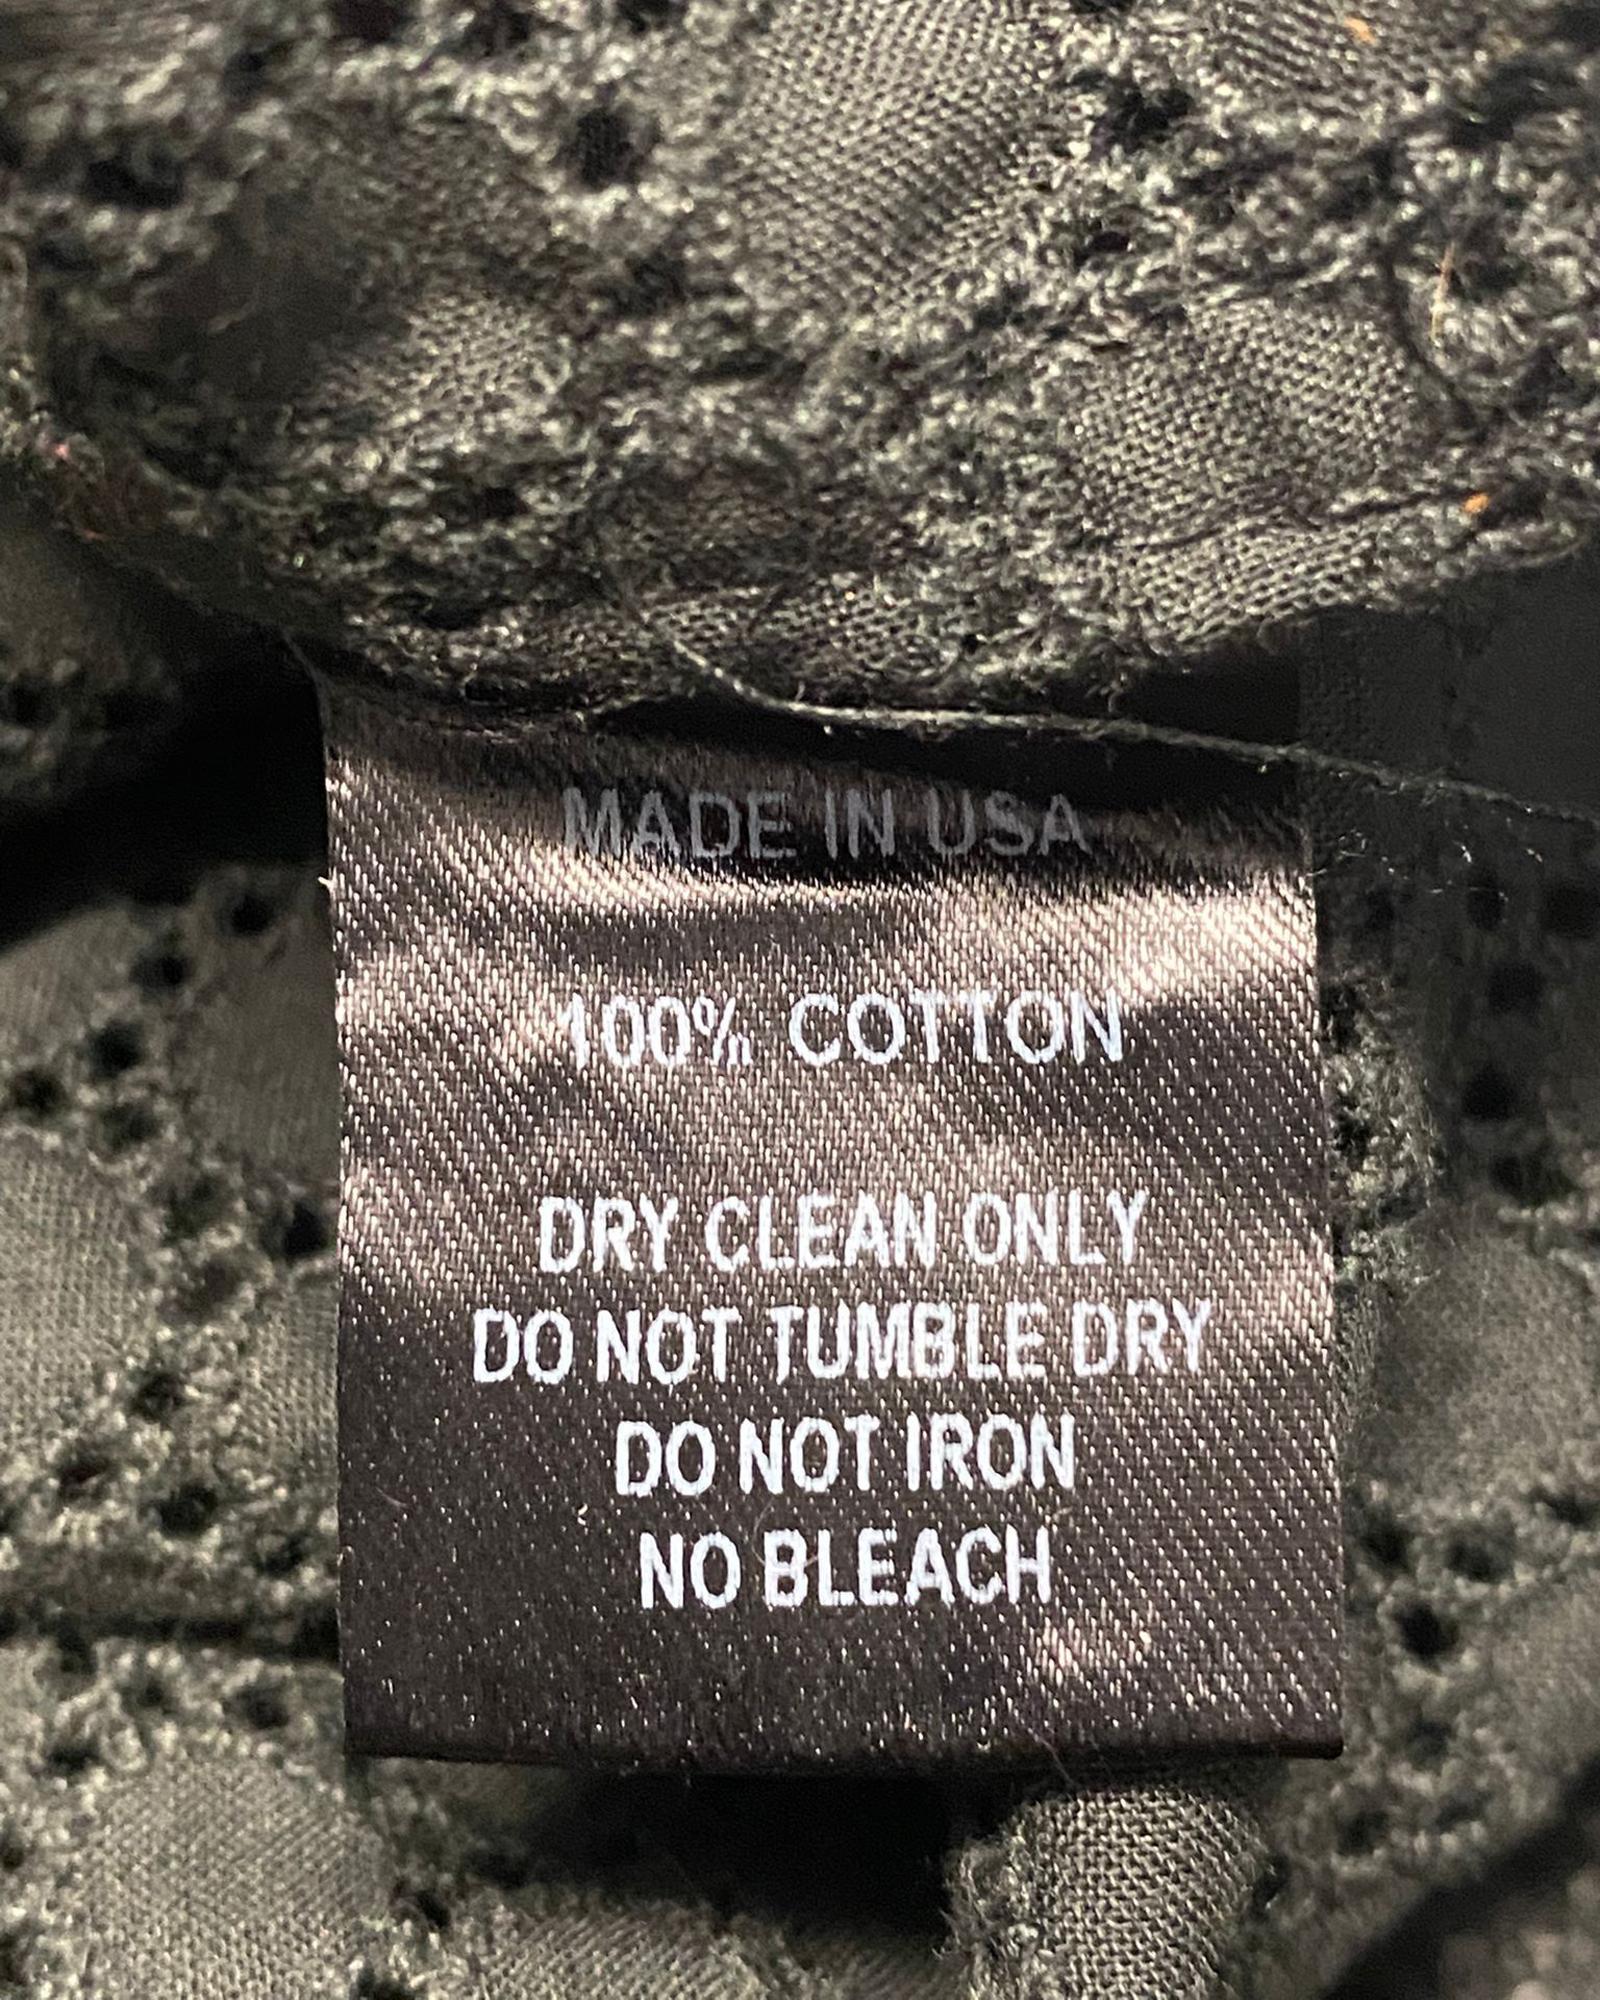 MADE IN USA
100% COTTON
DRY CLEAN ONLY
DO NOT TUMBLE DRY
DO NOT IRON
NO BLEACH